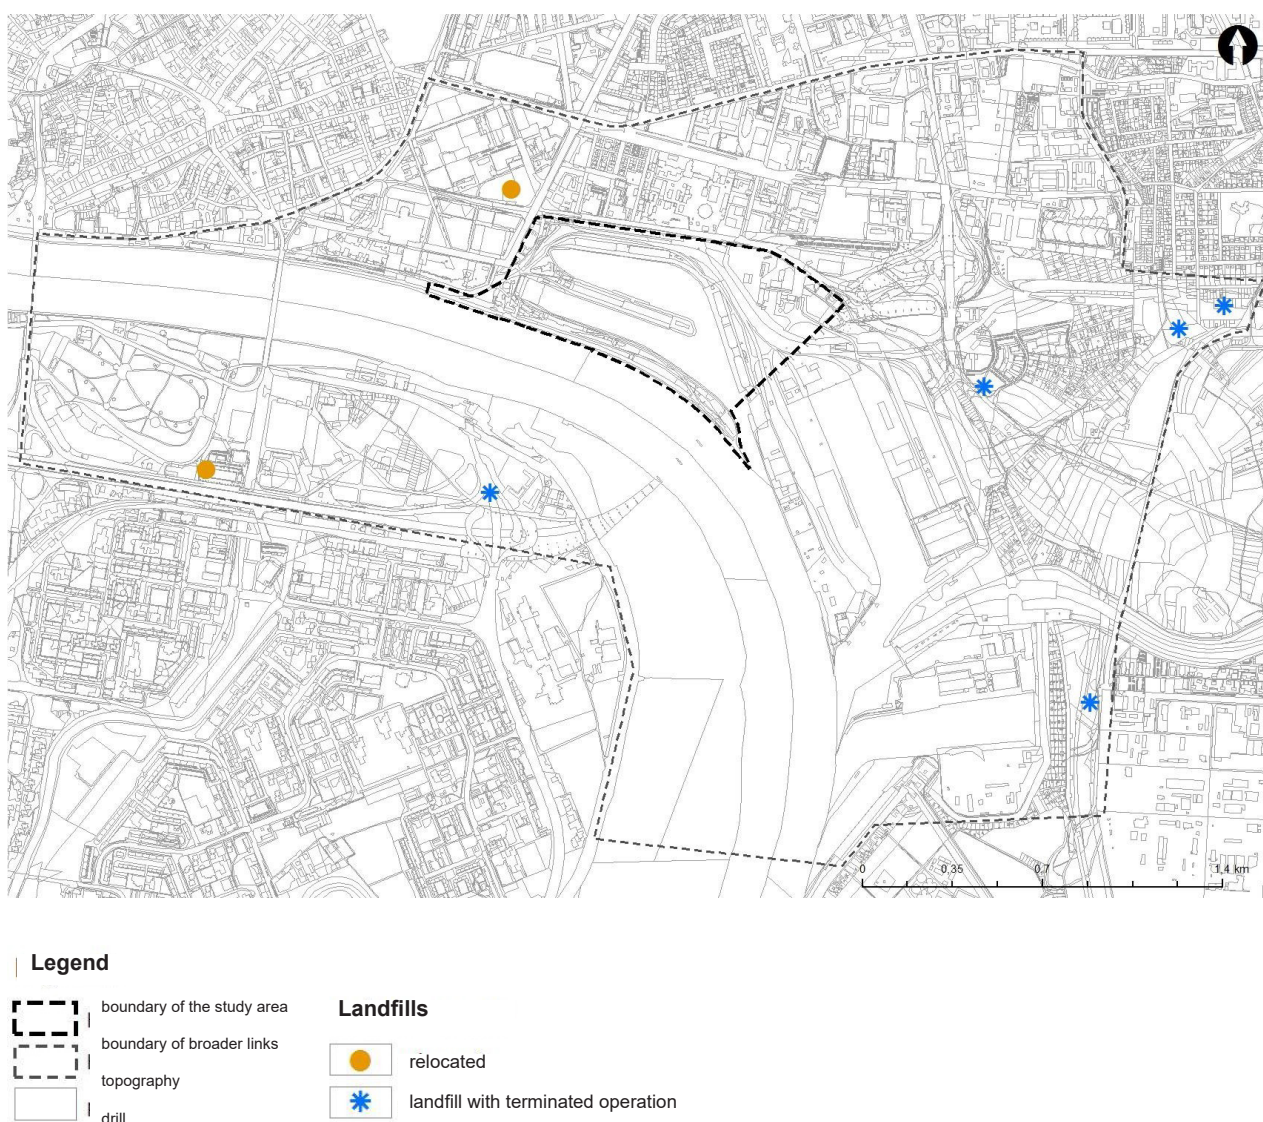 0 0.35 0.7 1.4 km
Legend
boundary of the study area
boundary of broader links
topography
drill
Landfills
relocated
landfill with terminated operation